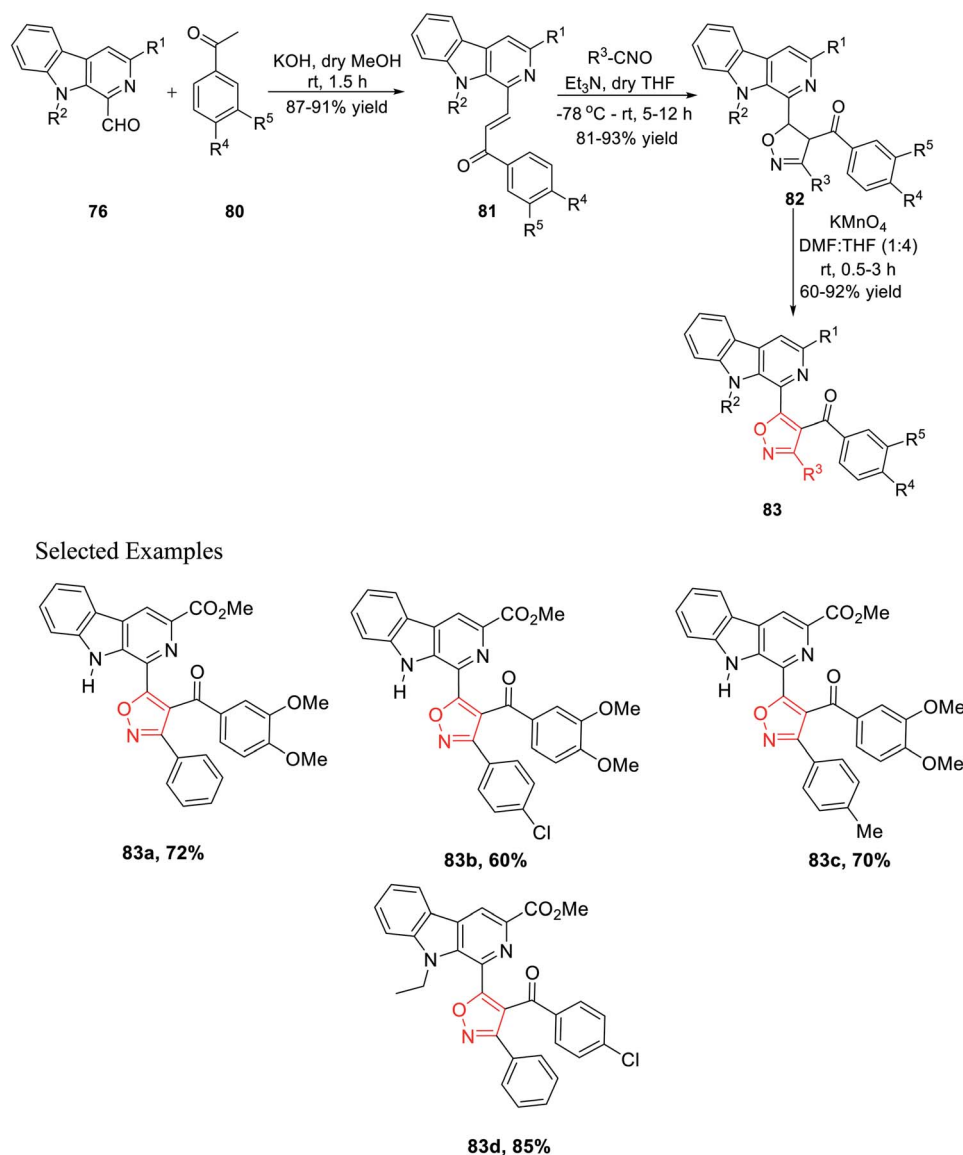 R¹
N
N
R²
CHO
76
+
O
R⁵
R⁴
80
KOH, dry MeOH
rt, 1.5 h
87-91% yield
R¹
N
N
R²
O
R⁴
R⁵
81
R³-CNO
Et₃N, dry THF
-78 °C - rt, 5-12 h
81-93% yield
R¹
N
N
R²
O
O
N
R³
R⁵
R⁴
82
KMnO₄
DMF:THF (1:4)
rt, 0.5-3 h
60-92% yield
R¹
N
N
R²
O
O
N
R³
R⁵
R⁴
83
Selected Examples
CO₂Me
N
N
H
O
O
N
OMe
OMe
83a, 72%
CO₂Me
N
N
H
O
O
N
OMe
OMe
Cl
83b, 60%
CO₂Me
N
N
H
O
O
N
OMe
OMe
Me
83c, 70%
CO₂Me
N
N
O
O
N
Cl
83d, 85%